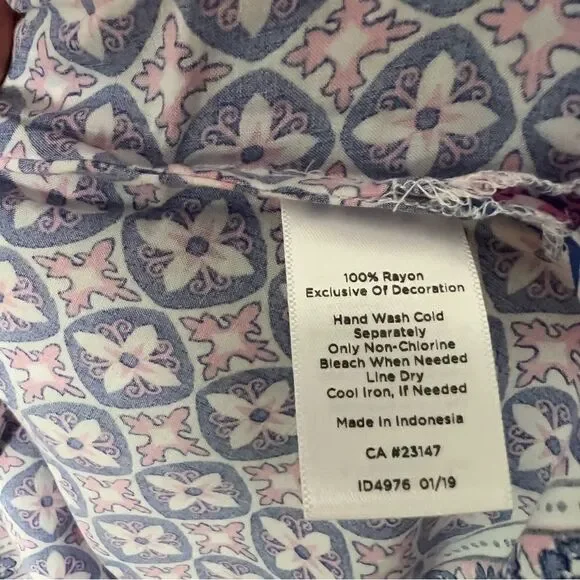 100% Rayon
Exclusive Of Decoration
Hand Wash Cold
Separately
Only Non-Chlorine
Bleach When Needed
Line Dry
Cool Iron, If Needed
Made in Indonesia
CA #23147
ID4976 01/19